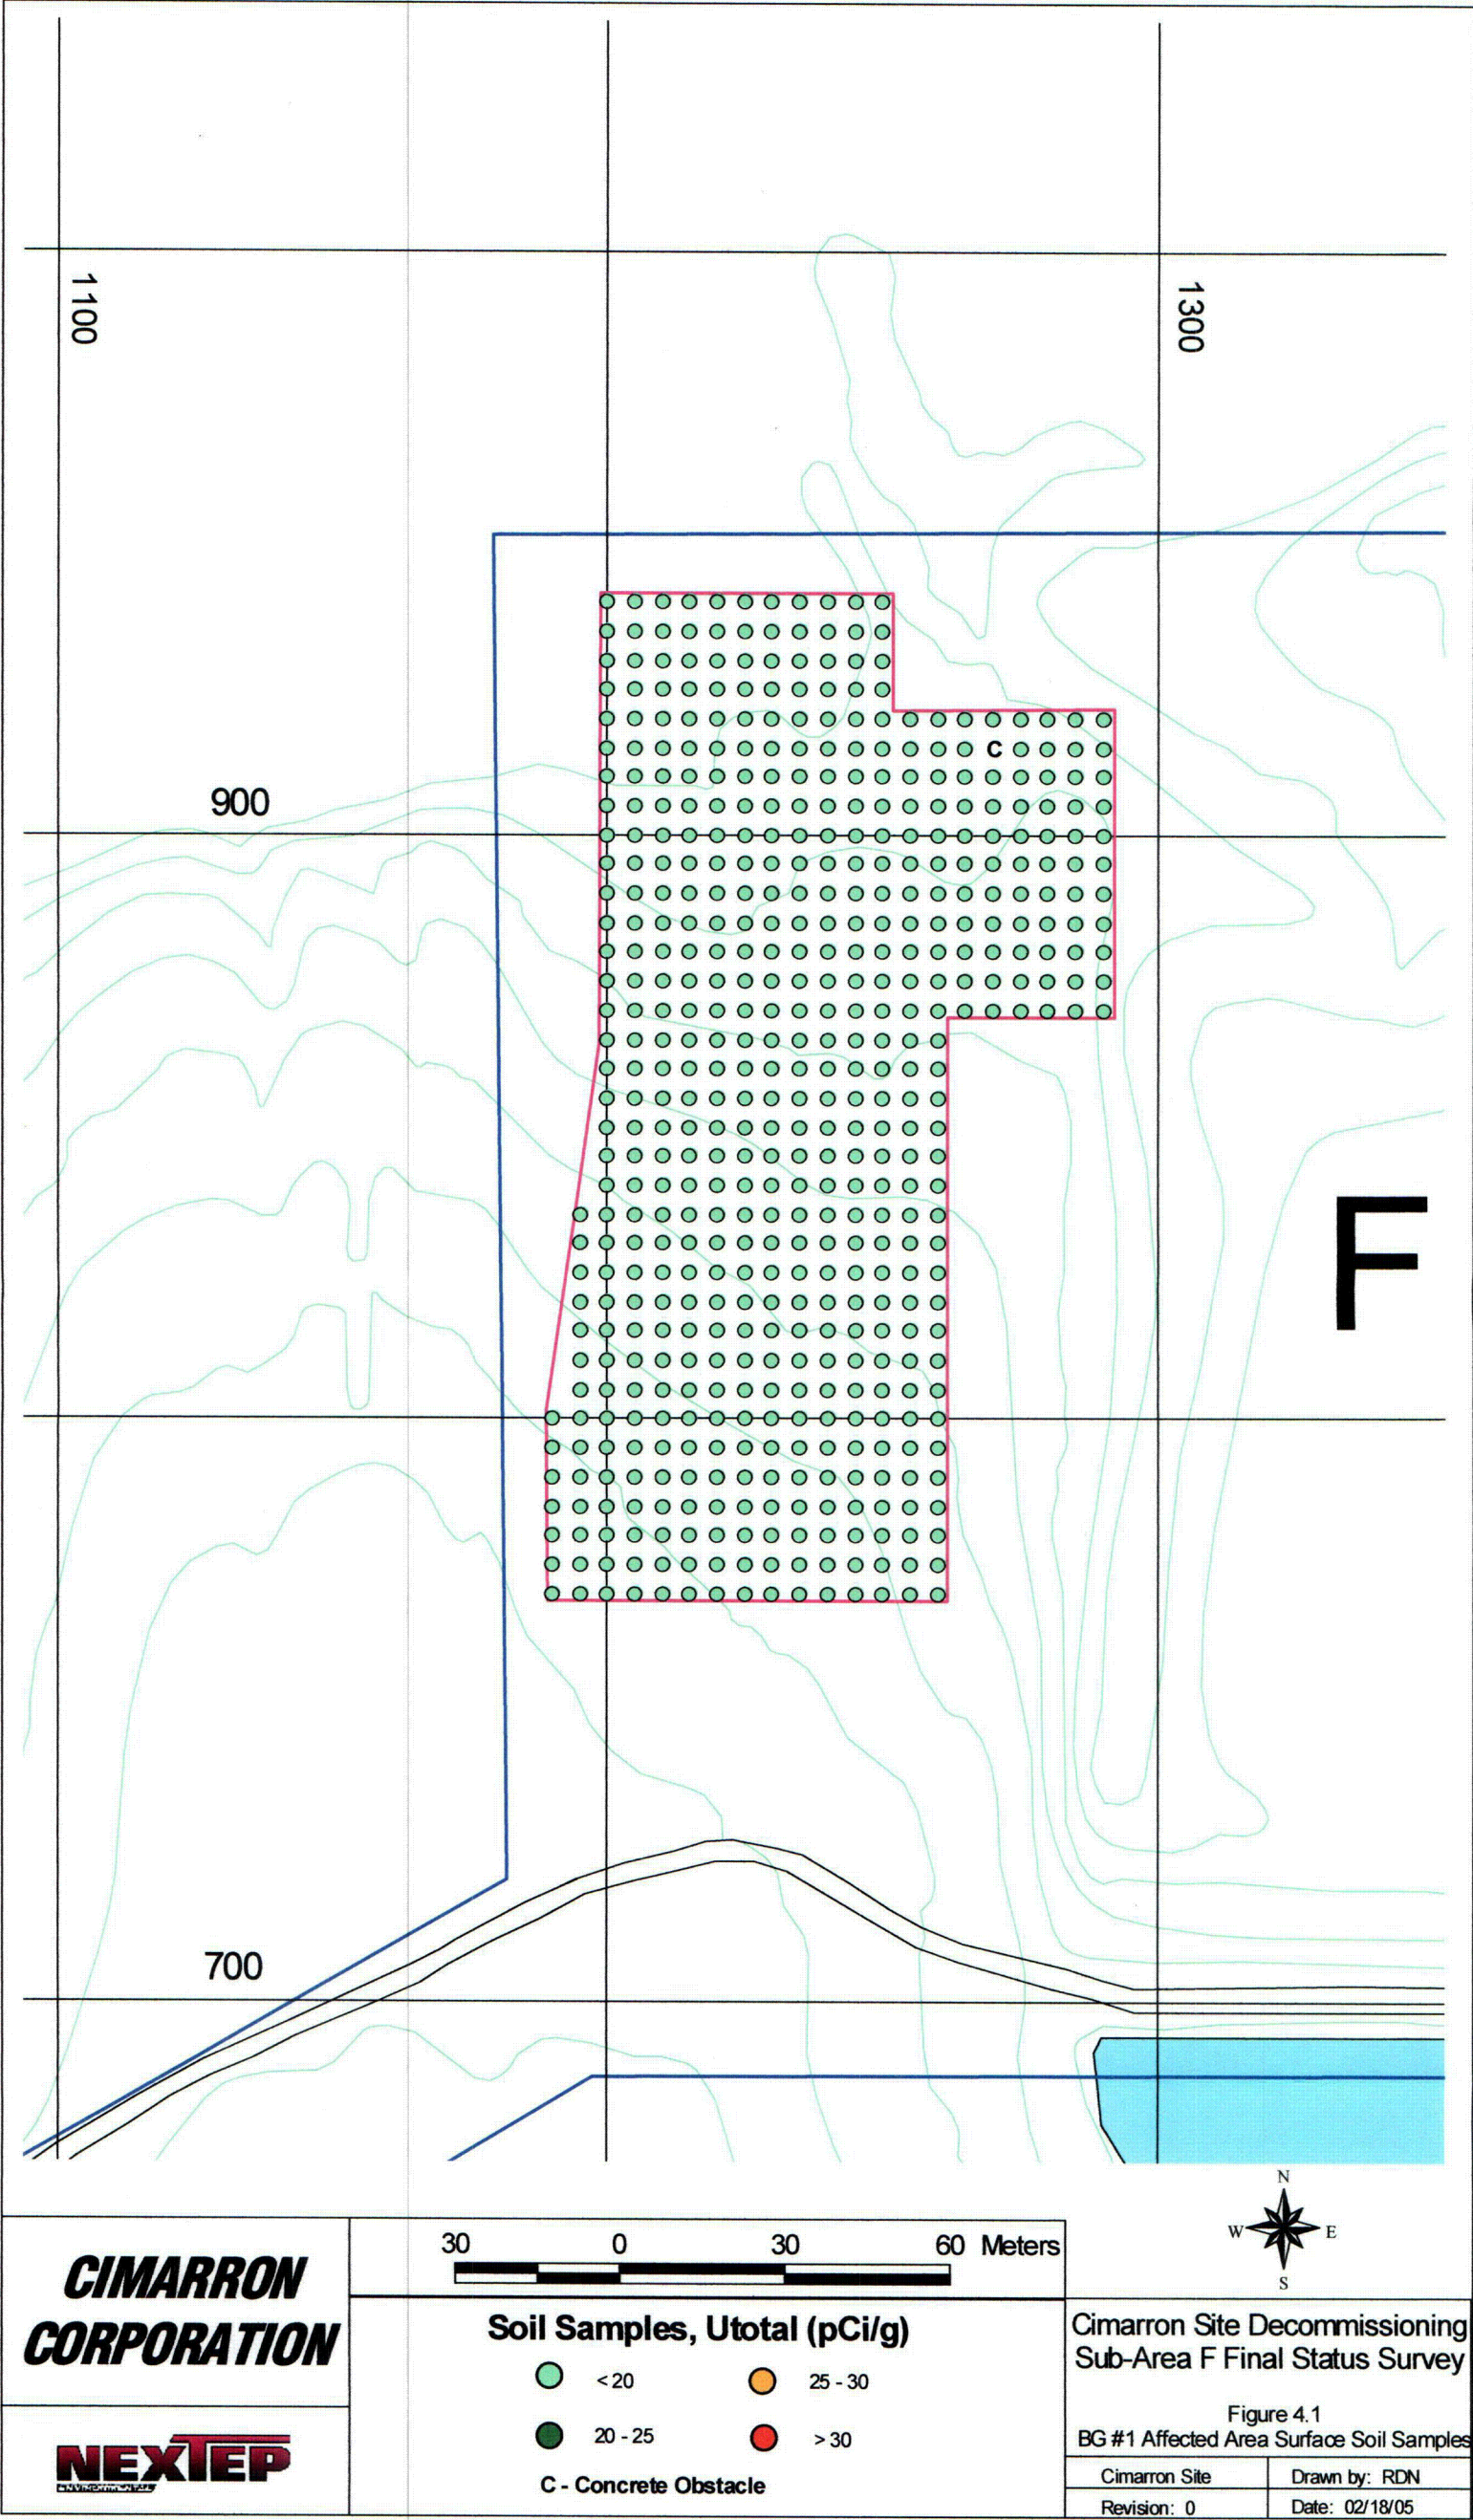 1100
1300
C
900
F
700
N
W E
S
30 0 30 60 Meters
CIMARRON
CORPORATION
Soil Samples, Utotal (pCi/g)
< 20
25 - 30
20 - 25
> 30
C - Concrete Obstacle
NEXTEP
ENVIRONMENTAL
Cimarron Site Decommissioning
Sub-Area F Final Status Survey
Figure 4.1
BG #1 Affected Area Surface Soil Samples
Cimarron Site
Drawn by: RDN
Revision: 0
Date: 02/18/05